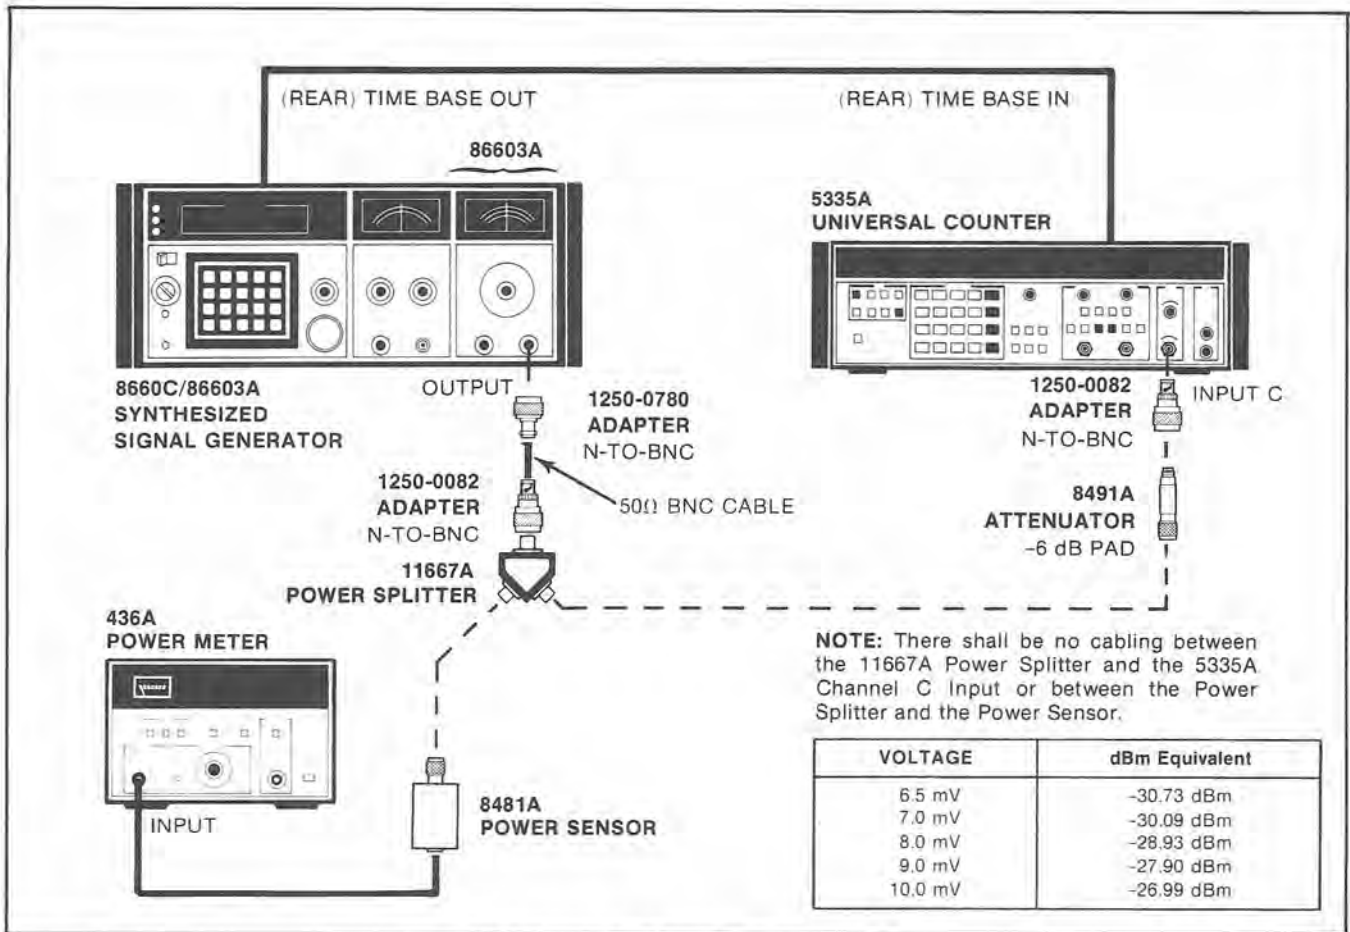 (REAR) TIME BASE OUT
(REAR) TIME BASE IN
86603A
5335A
UNIVERSAL COUNTER
8660C/86603A
SYNTHESIZED
SIGNAL GENERATOR
OUTPUT
1250-0780
ADAPTER
N-TO-BNC
1250-0082
ADAPTER
N-TO-BNC
INPUT C
50Ω BNC CABLE
1250-0082
ADAPTER
N-TO-BNC
8491A
ATTENUATOR
-6 dB PAD
11667A
POWER SPLITTER
436A
POWER METER
INPUT
8481A
POWER SENSOR
NOTE: There shall be no cabling between
the 11667A Power Splitter and the 5335A
Channel C Input or between the Power
Splitter and the Power Sensor.
VOLTAGE dBm Equivalent
6.5 mV -30.73 dBm
7.0 mV -30.09 dBm
8.0 mV -28.93 dBm
9.0 mV -27.90 dBm
10.0 mV -26.99 dBm